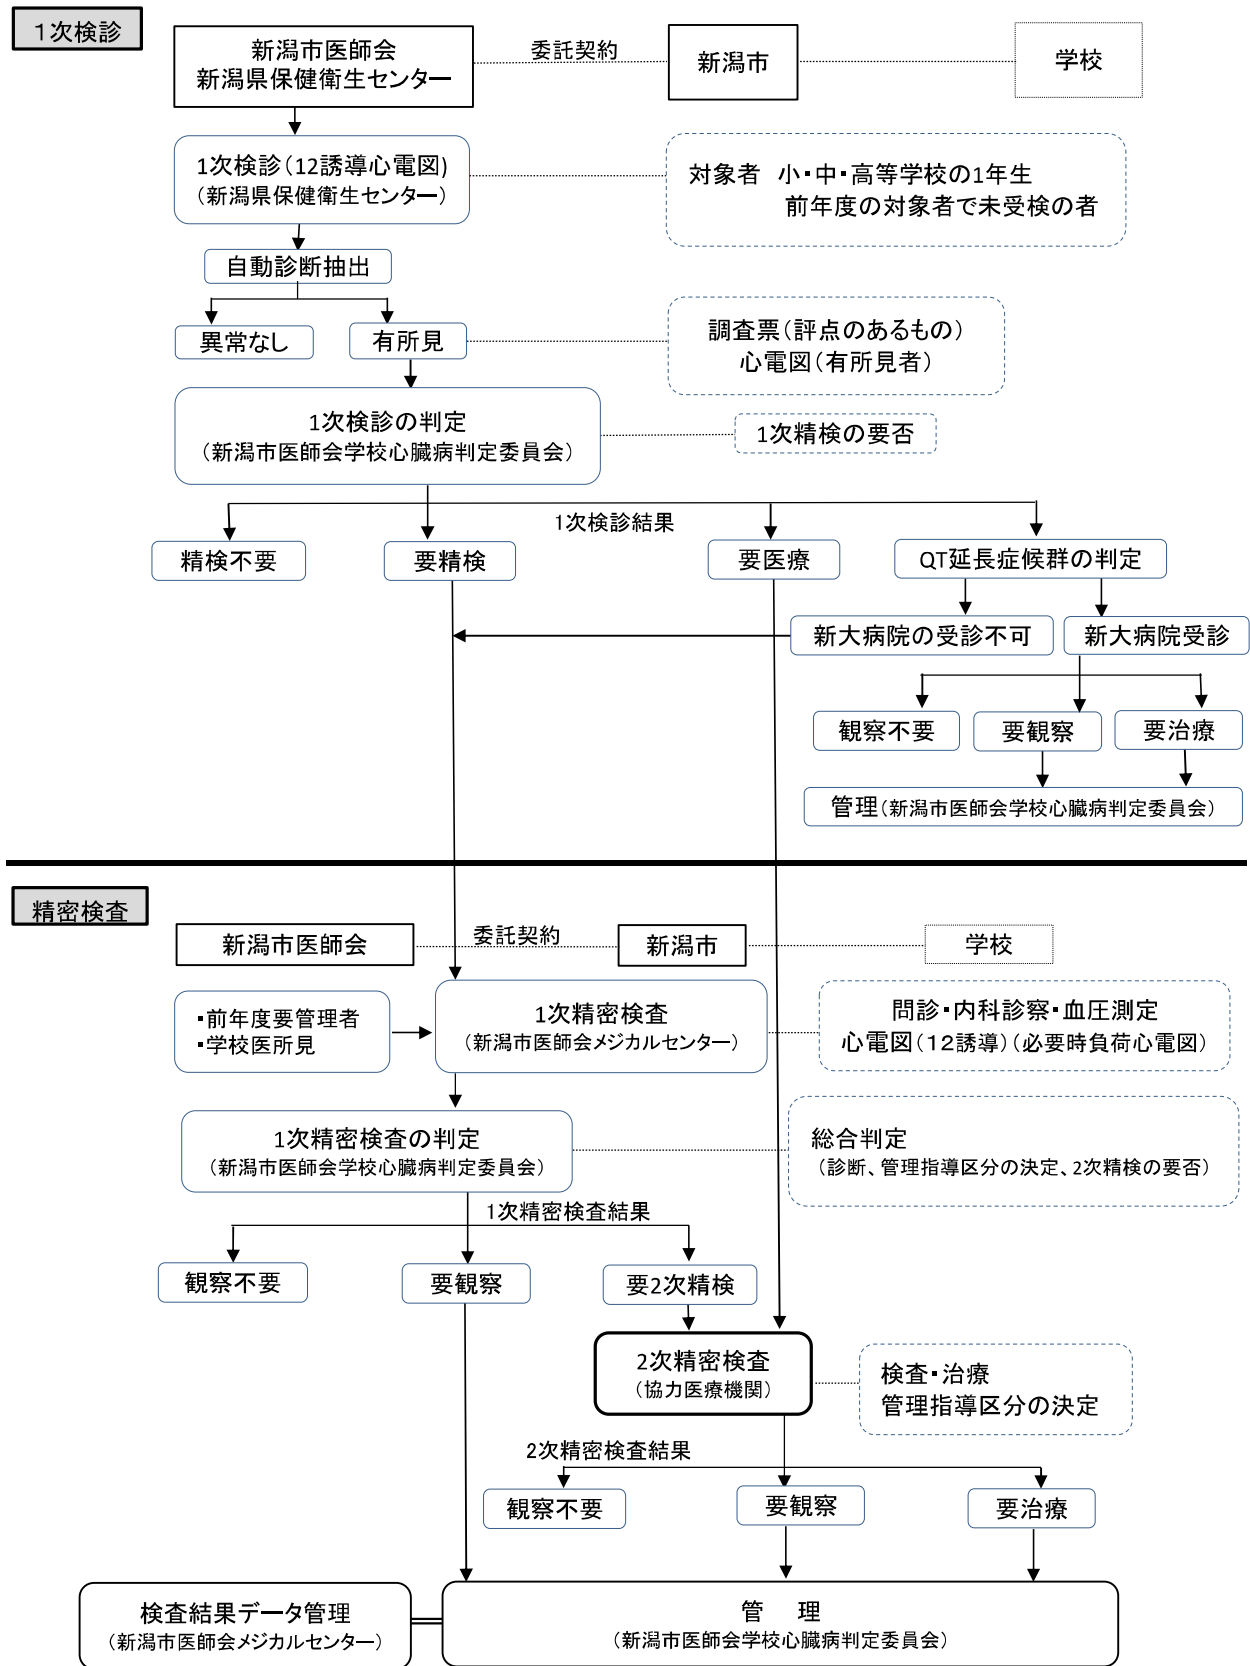 1次検診
新潟市医師会
新潟県保健衛生センター
委託契約
新潟市
学校
1次検診(12誘導心電図)
(新潟県保健衛生センター)
対象者 小・中・高等学校の1年生
前年度の対象者で未受検の者
自動診断抽出
異常なし
有所見
調査票(評点のあるもの)
心電図(有所見者)
1次検診の判定
(新潟市医師会学校心臓病判定委員会)
1次精検の要否
1次検診結果
精検不要
要精検
要医療
QT延長症候群の判定
新大病院の受診不可
新大病院受診
観察不要
要観察
要治療
管理(新潟市医師会学校心臓病判定委員会)
精密検査
新潟市医師会
委託契約
新潟市
学校
・前年度要管理者
・学校医所見
1次精密検査
(新潟市医師会メジカルセンター)
問診・内科診察・血圧測定
心電図(12誘導)(必要時負荷心電図)
1次精密検査の判定
(新潟市医師会学校心臓病判定委員会)
総合判定
(診断、管理指導区分の決定、2次精検の要否)
1次精密検査結果
観察不要
要観察
要2次精検
2次精密検査
(協力医療機関)
検査・治療
管理指導区分の決定
2次精密検査結果
観察不要
要観察
要治療
検査結果データ管理
(新潟市医師会メジカルセンター)
管 理
(新潟市医師会学校心臓病判定委員会)